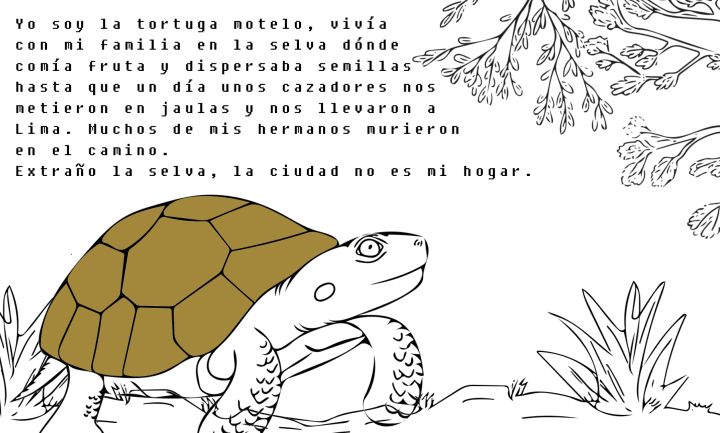 Yo soy la tortuga motelo, vivía
con mi familia en la selva dónde
comía fruta y dispersaba semillas
hasta que un día unos cazadores nos
metieron en jaulas y nos llevaron a
Lima. Muchos de mis hermanos murieron
en el camino.
Extraño la selva, la ciudad no es mi hogar.